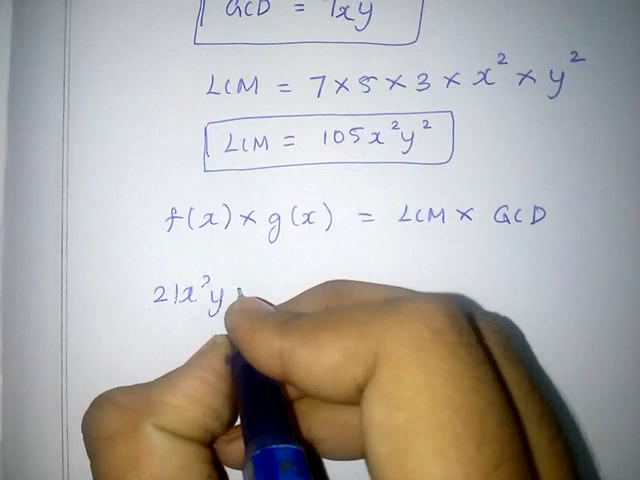 GCD = 7xy
LCM = 7 × 5 × 3 × x² × y²
LCM = 105x²y²
f(x) × g(x) = LCM × GCD
21x²y